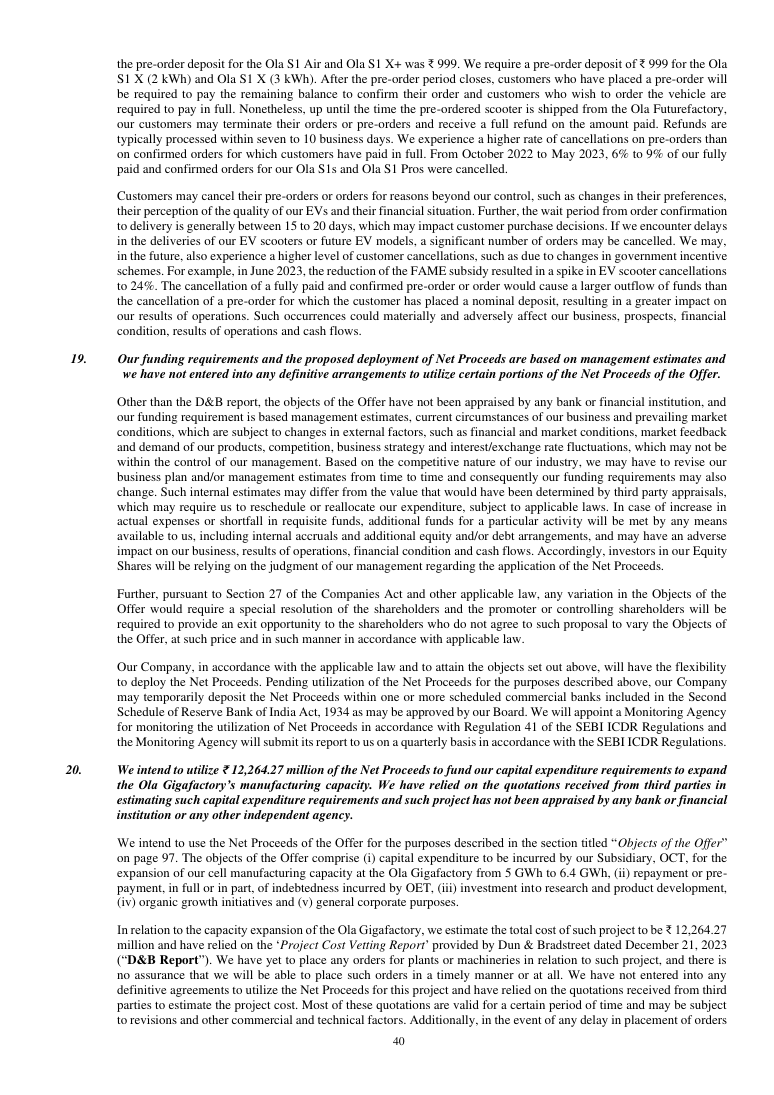 the pre-order deposit for the Ola S1 Air and Ola S1 X+ was ₹ 999. We require a pre-order deposit of ₹ 999 for the Ola
S1 X (2 kWh) and Ola S1 X (3 kWh). After the pre-order period closes, customers who have placed a pre-order will
be required to pay the remaining balance to confirm their order and customers who wish to order the vehicle are
required to pay in full. Nonetheless, up until the time the pre-ordered scooter is shipped from the Ola Futurefactory,
our customers may terminate their orders or pre-orders and receive a full refund on the amount paid. Refunds are
typically processed within seven to 10 business days. We experience a higher rate of cancellations on pre-orders than
on confirmed orders for which customers have paid in full. From October 2022 to May 2023, 6% to 9% of our fully
paid and confirmed orders for our Ola S1s and Ola S1 Pros were cancelled.
Customers may cancel their pre-orders or orders for reasons beyond our control, such as changes in their preferences,
their perception of the quality of our EVs and their financial situation. Further, the wait period from order confirmation
to delivery is generally between 15 to 20 days, which may impact customer purchase decisions. If we encounter delays
in the deliveries of our EV scooters or future EV models, a significant number of orders may be cancelled. We may,
in the future, also experience a higher level of customer cancellations, such as due to changes in government incentive
schemes. For example, in June 2023, the reduction of the FAME subsidy resulted in a spike in EV scooter cancellations
to 24%. The cancellation of a fully paid and confirmed pre-order or order would cause a larger outflow of funds than
the cancellation of a pre-order for which the customer has placed a nominal deposit, resulting in a greater impact on
our results of operations. Such occurrences could materially and adversely affect our business, prospects, financial
condition, results of operations and cash flows.
19. Our funding requirements and the proposed deployment of Net Proceeds are based on management estimates and
we have not entered into any definitive arrangements to utilize certain portions of the Net Proceeds of the Offer.
Other than the D&B report, the objects of the Offer have not been appraised by any bank or financial institution, and
our funding requirement is based management estimates, current circumstances of our business and prevailing market
conditions, which are subject to changes in external factors, such as financial and market conditions, market feedback
and demand of our products, competition, business strategy and interest/exchange rate fluctuations, which may not be
within the control of our management. Based on the competitive nature of our industry, we may have to revise our
business plan and/or management estimates from time to time and consequently our funding requirements may also
change. Such internal estimates may differ from the value that would have been determined by third party appraisals,
which may require us to reschedule or reallocate our expenditure, subject to applicable laws. In case of increase in
actual expenses or shortfall in requisite funds, additional funds for a particular activity will be met by any means
available to us, including internal accruals and additional equity and/or debt arrangements, and may have an adverse
impact on our business, results of operations, financial condition and cash flows. Accordingly, investors in our Equity
Shares will be relying on the judgment of our management regarding the application of the Net Proceeds.
Further, pursuant to Section 27 of the Companies Act and other applicable law, any variation in the Objects of the
Offer would require a special resolution of the shareholders and the promoter or controlling shareholders will be
required to provide an exit opportunity to the shareholders who do not agree to such proposal to vary the Objects of
the Offer, at such price and in such manner in accordance with applicable law.
Our Company, in accordance with the applicable law and to attain the objects set out above, will have the flexibility
to deploy the Net Proceeds. Pending utilization of the Net Proceeds for the purposes described above, our Company
may temporarily deposit the Net Proceeds within one or more scheduled commercial banks included in the Second
Schedule of Reserve Bank of India Act, 1934 as may be approved by our Board. We will appoint a Monitoring Agency
for monitoring the utilization of Net Proceeds in accordance with Regulation 41 of the SEBI ICDR Regulations and
the Monitoring Agency will submit its report to us on a quarterly basis in accordance with the SEBI ICDR Regulations.
20. We intend to utilize ₹ 12,264.27 million of the Net Proceeds to fund our capital expenditure requirements to expand
the Ola Gigafactory's manufacturing capacity. We have relied on the quotations received from third parties in
estimating such capital expenditure requirements and such project has not been appraised by any bank or financial
institution or any other independent agency.
We intend to use the Net Proceeds of the Offer for the purposes described in the section titled “Objects of the Offer”
on page 97. The objects of the Offer comprise (i) capital expenditure to be incurred by our Subsidiary, OCT, for the
expansion of our cell manufacturing capacity at the Ola Gigafactory from 5 GWh to 6.4 GWh, (ii) repayment or pre-
payment, in full or in part, of indebtedness incurred by OET, (iii) investment into research and product development,
(iv) organic growth initiatives and (v) general corporate purposes.
In relation to the capacity expansion of the Ola Gigafactory, we estimate the total cost of such project to be ₹ 12,264.27
million and have relied on the ‘Project Cost Vetting Report’ provided by Dun & Bradstreet dated December 21, 2023
(“D&B Report”). We have yet to place any orders for plants or machineries in relation to such project, and there is
no assurance that we will be able to place such orders in a timely manner or at all. We have not entered into any
definitive agreements to utilize the Net Proceeds for this project and have relied on the quotations received from third
parties to estimate the project cost. Most of these quotations are valid for a certain period of time and may be subject
to revisions and other commercial and technical factors. Additionally, in the event of any delay in placement of orders
40